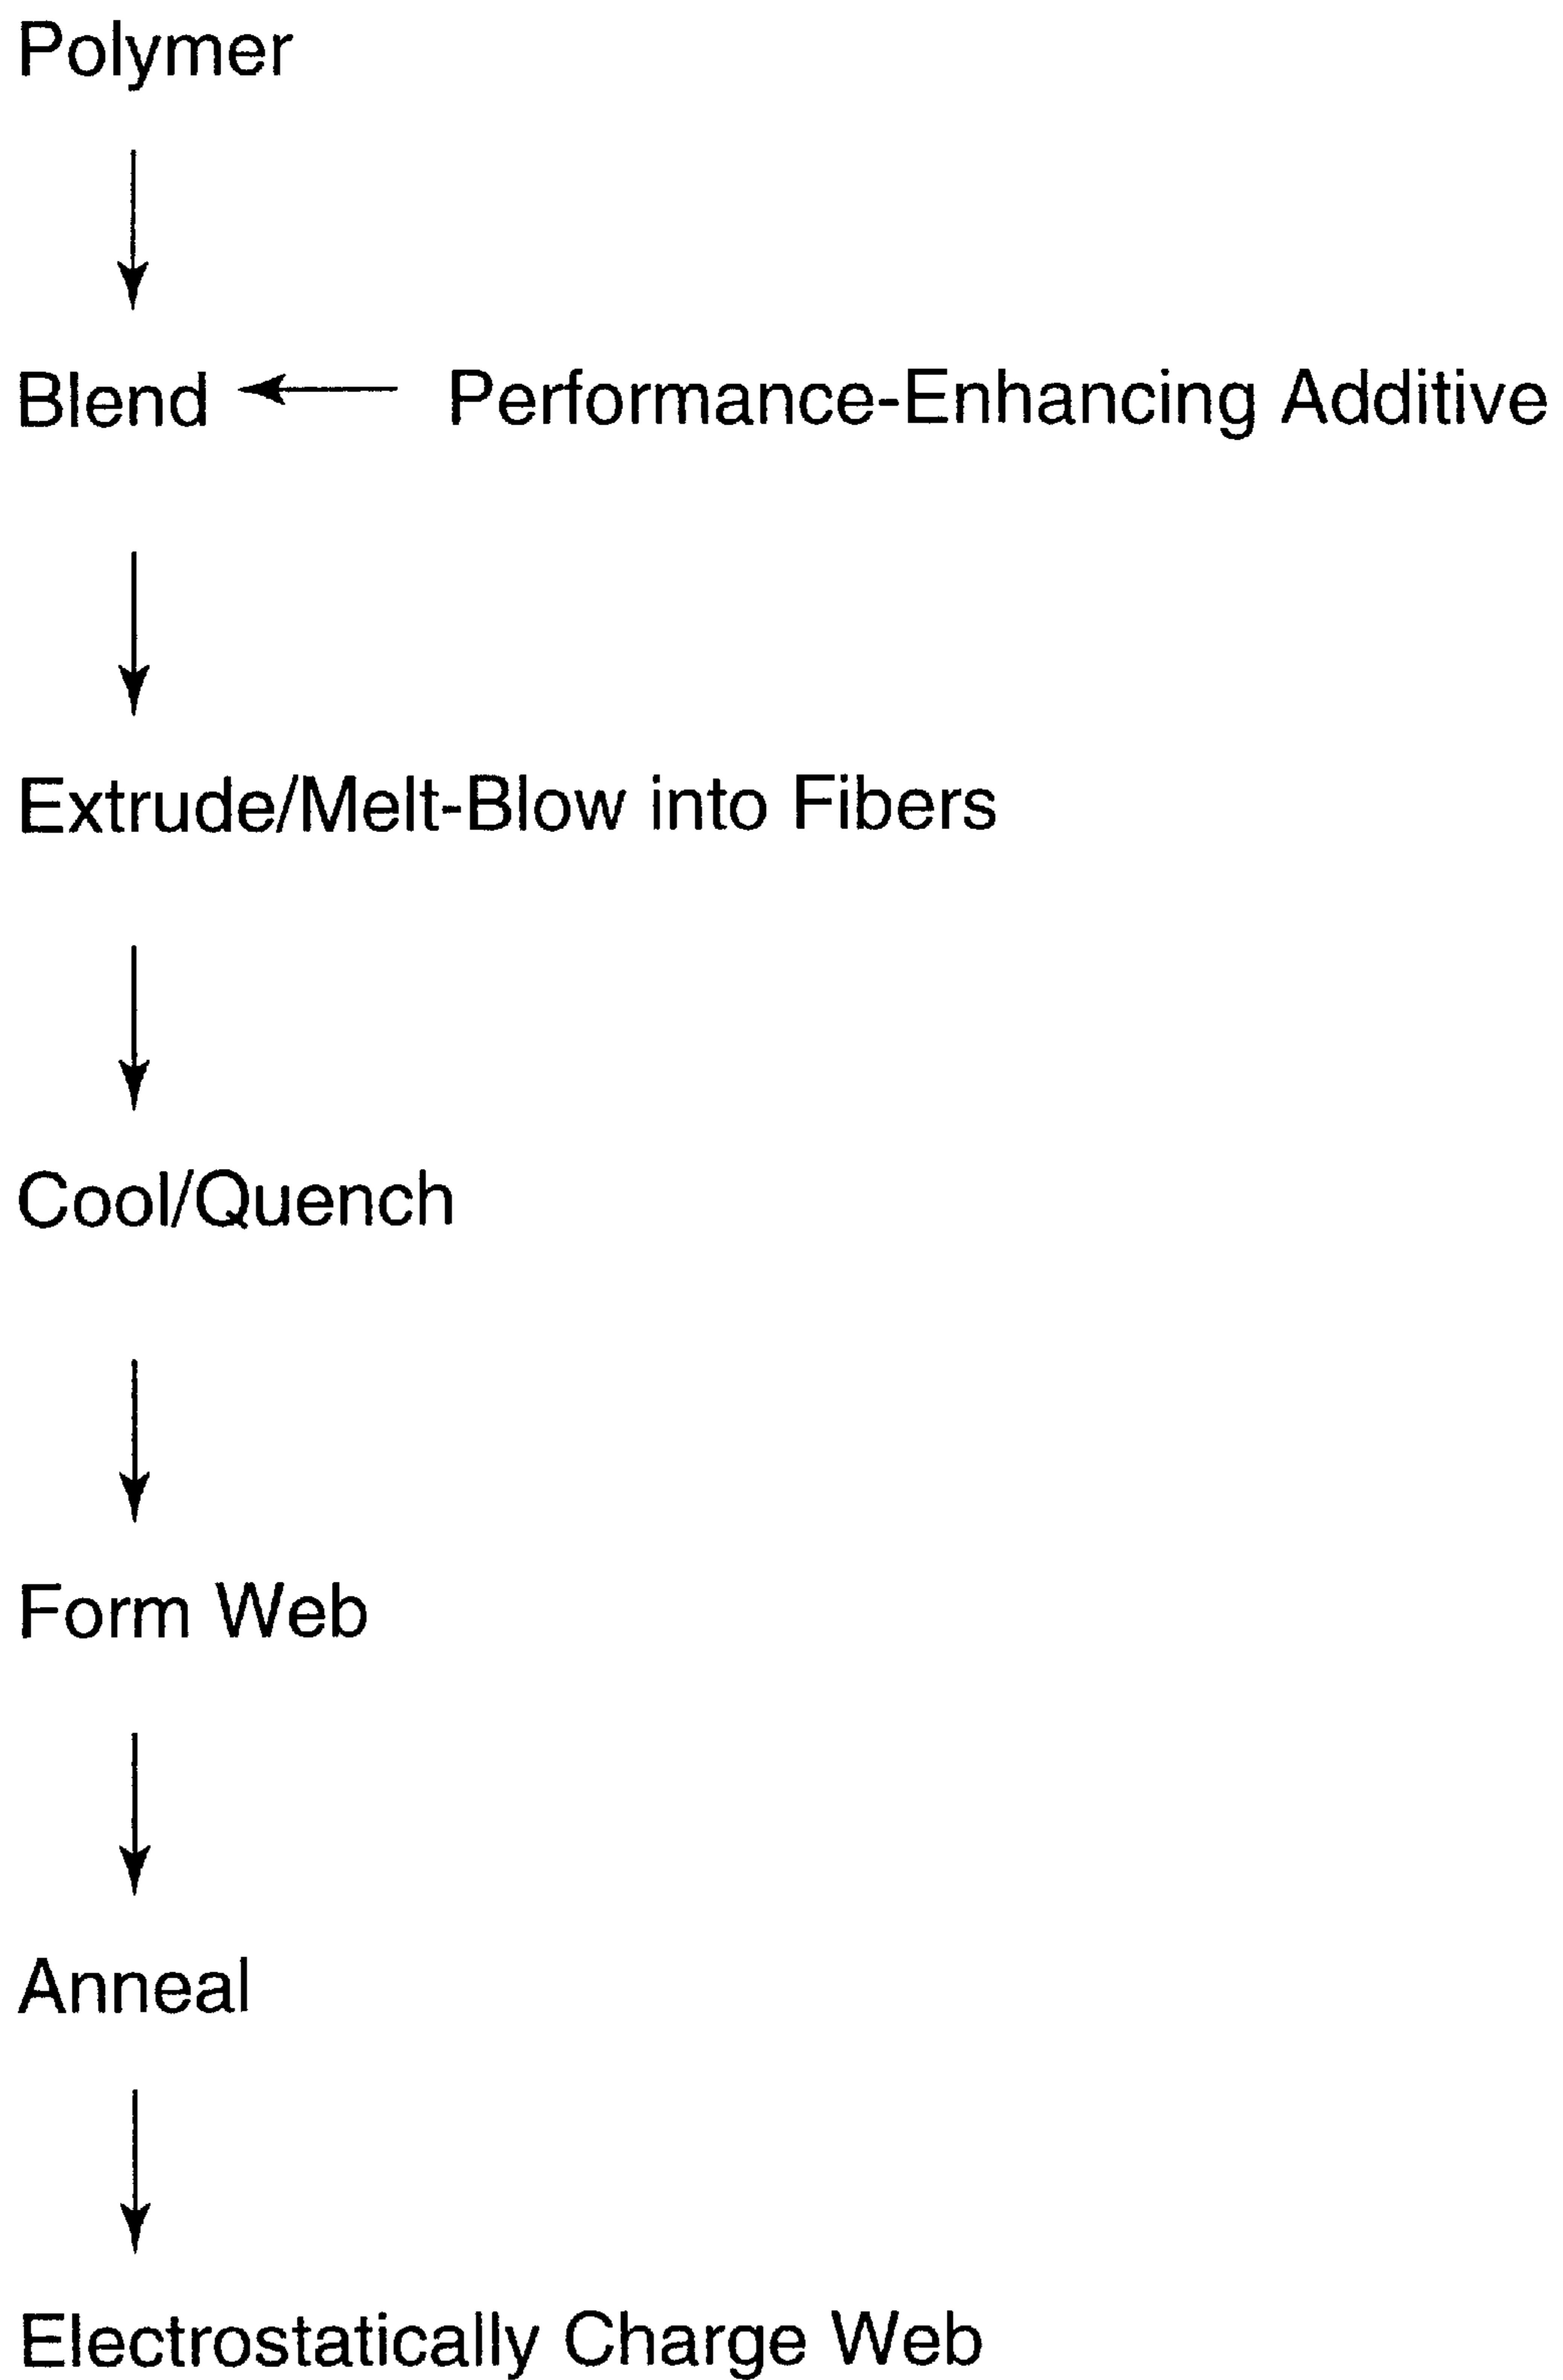 Polymer
Blend
Performance-Enhancing Additive
Extrude/Melt-Blow into Fibers
Cool/Quench
Form Web
Anneal
Electrostatically Charge Web